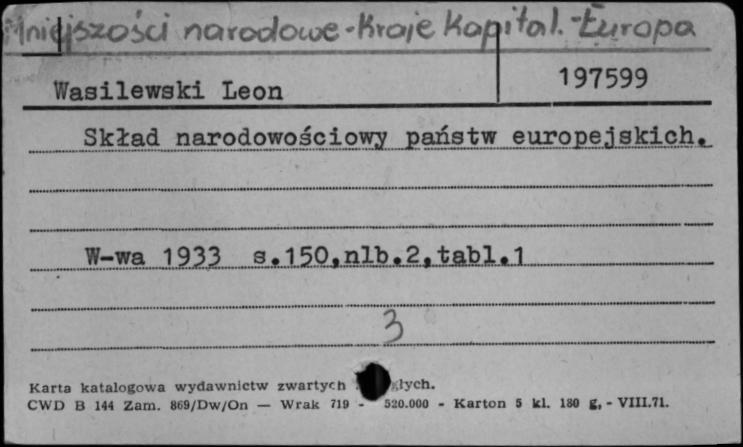 Mniejszości narodowe-Kraje Kapital.-Europa
Wasilewski Leon
197599
Skład narodowościowy państw europejskich.
W-wa 1933 s.150,nlb.2,tabl.1
3
Karta katalogowa wydawnictw zwartych głych.
CWD B 144 Zam. 869/Dw/On — Wrak 719 - 520.000 - Karton 5 kl. 180 g. - VIII.71.